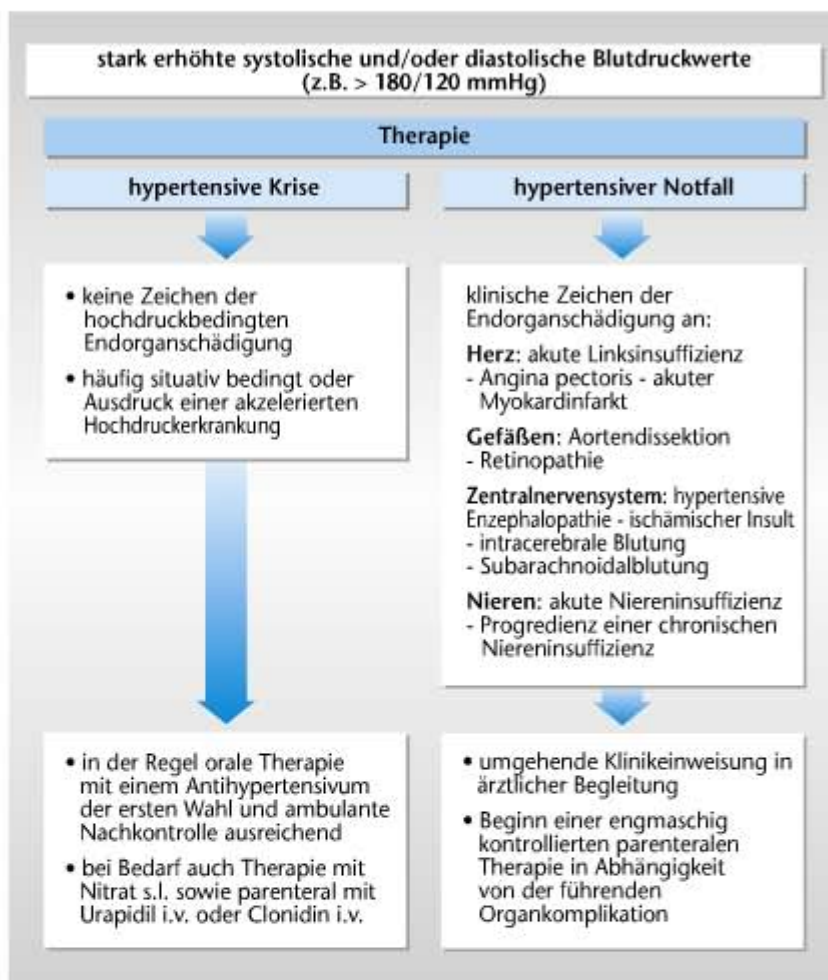 stark erhöhte systolische und/oder diastolische Blutdruckwerte
(z.B. > 180/120 mmHg)
Therapie
hypertensive Krise
• keine Zeichen der
hochdruckbedingten
Endorganschädigung
• häufig situativ bedingt oder
Ausdruck einer akzelerierten
Hochdruckerkrankung
• in der Regel orale Therapie
mit einem Antihypertensivum
der ersten Wahl und ambulante
Nachkontrolle ausreichend
• bei Bedarf auch Therapie mit
Nitrat s.l. sowie parenteral mit
Urapidil i.v. oder Clonidin i.v.
hypertensiver Notfall
klinische Zeichen der
Endorganschädigung an:
Herz: akute Linksinsuffizienz
- Angina pectoris - akuter
Myokardinfarkt
Gefäßen: Aortendissektion
- Retinopathie
Zentralnervensystem: hypertensive
Enzephalopathie - ischämischer Insult
- intracerebrale Blutung
- Subarachnoidalblutung
Nieren: akute Niereninsuffizienz
- Progredienz einer chronischen
Niereninsuffizienz
• umgehende Klinikeinweisung in
ärztlicher Begleitung
• Beginn einer engmaschig
kontrollierten parenteralen
Therapie in Abhängigkeit
von der führenden
Organkomplikation